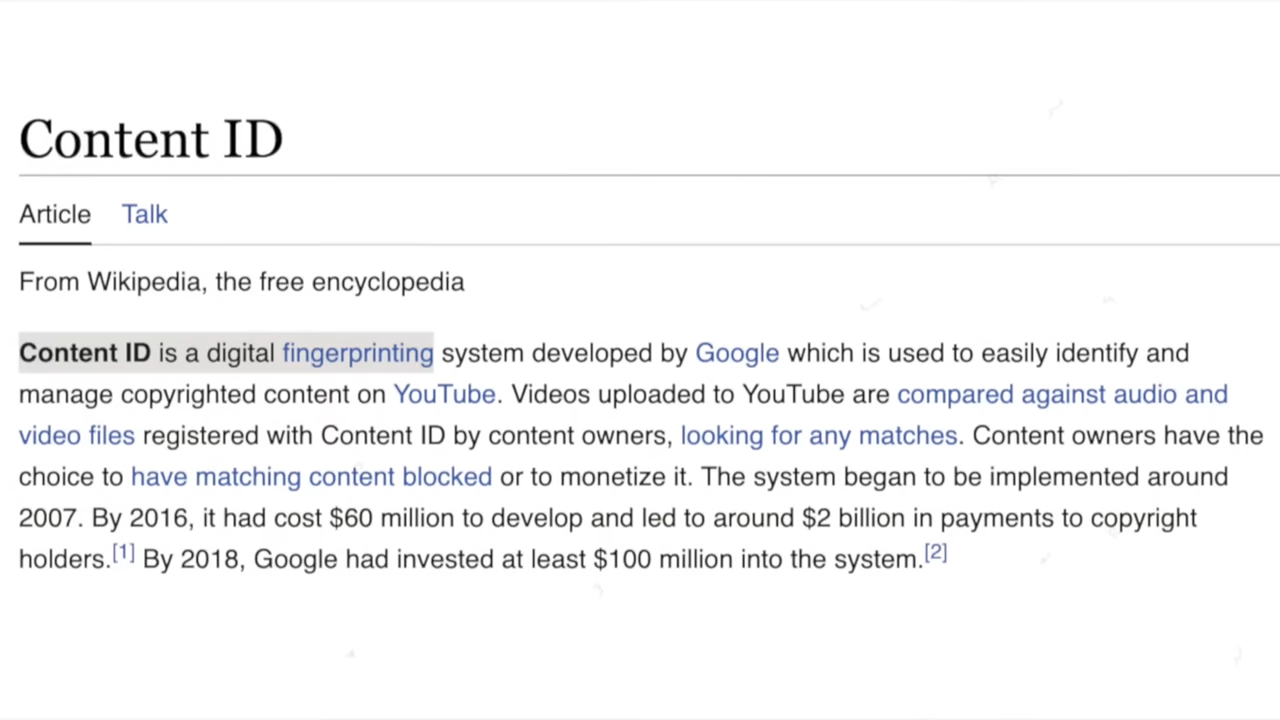 Content ID
Article Talk
From Wikipedia, the free encyclopedia
Content ID is a digital fingerprinting system developed by Google which is used to easily identify and
manage copyrighted content on YouTube. Videos uploaded to YouTube are compared against audio and
video files registered with Content ID by content owners, looking for any matches. Content owners have the
choice to have matching content blocked or to monetize it. The system began to be implemented around
2007. By 2016, it had cost $60 million to develop and led to around $2 billion in payments to copyright
holders.[1] By 2018, Google had invested at least $100 million into the system.[2]